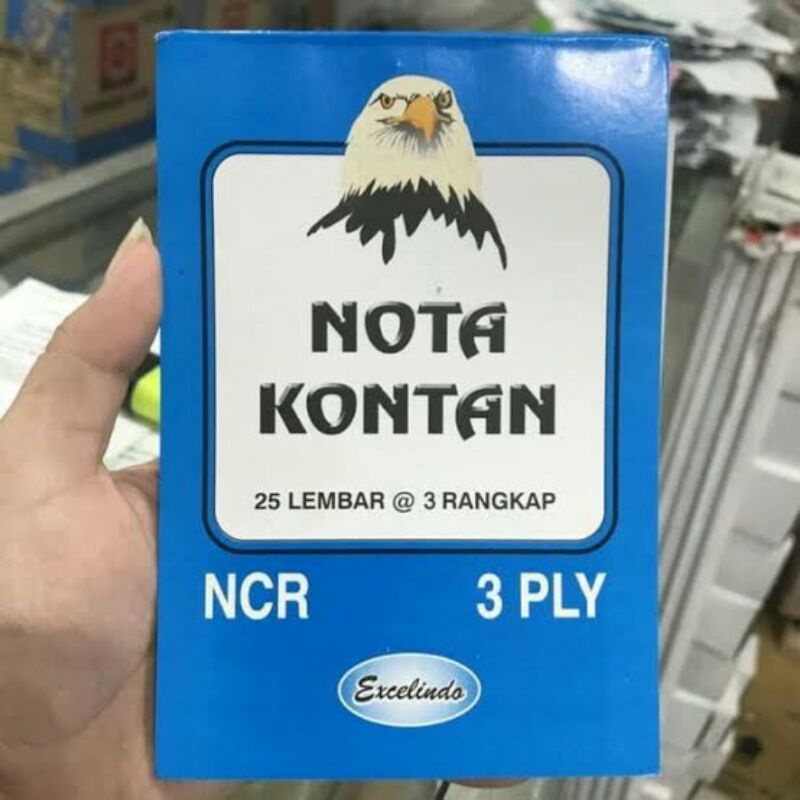 NOTA
KONTAN
25 LEMBAR @ 3 RANGKAP
NCR 3 PLY
Excelindo